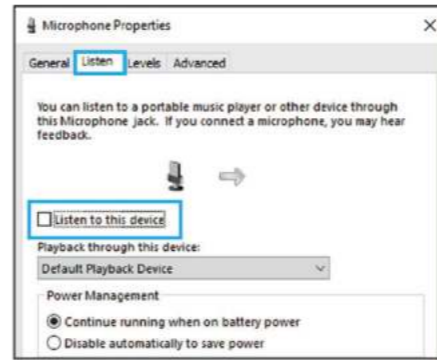 Microphone Properties
General Listen Levels Advanced
You can listen to a portable music player or other device through
this Microphone jack. If you connect a microphone, you may hear
feedback.
Listen to this device
Playback through this device:
Default Playback Device
Power Management
Continue running when on battery power
Disable automatically to save power